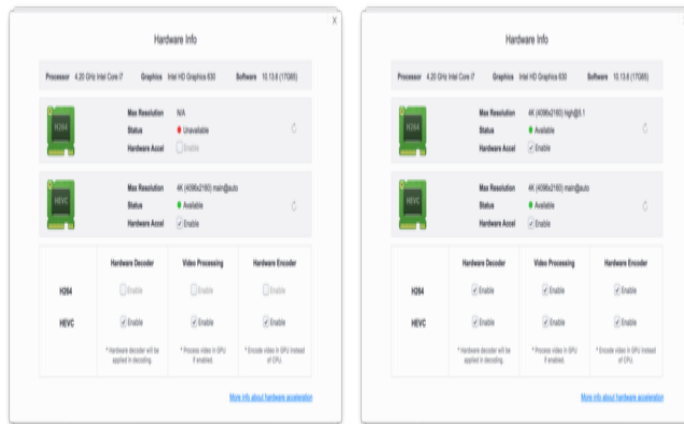 X
Hardware Info
Processor 4.20 GHz Intel Core i7 Graphics Intel HD Graphics 630 Software 10.13.6 (17G65)
H264
Max Resolution N/A
Status Unavailable
Hardware Accel Enable
HEVC
Max Resolution 4K (4096x2160) main@auto
Status Available
Hardware Accel Enable
Hardware Decoder Video Processing Hardware Encoder
H264 Enable Enable Enable
HEVC Enable Enable Enable
* Hardware decoder will be * Process video in GPU * Encode video in GPU instead
applied in decoding. if enabled. of CPU.
More info about hardware acceleration
X
Hardware Info
Processor 4.20 GHz Intel Core i7 Graphics Intel HD Graphics 630 Software 10.13.6 (17G65)
H264
Max Resolution 4K (4096x2160) high@5.1
Status Available
Hardware Accel Enable
HEVC
Max Resolution 4K (4096x2160) main@auto
Status Available
Hardware Accel Enable
Hardware Decoder Video Processing Hardware Encoder
H264 Enable Enable Enable
HEVC Enable Enable Enable
* Hardware decoder will be * Process video in GPU * Encode video in GPU instead
applied in decoding. if enabled. of CPU.
More info about hardware acceleration